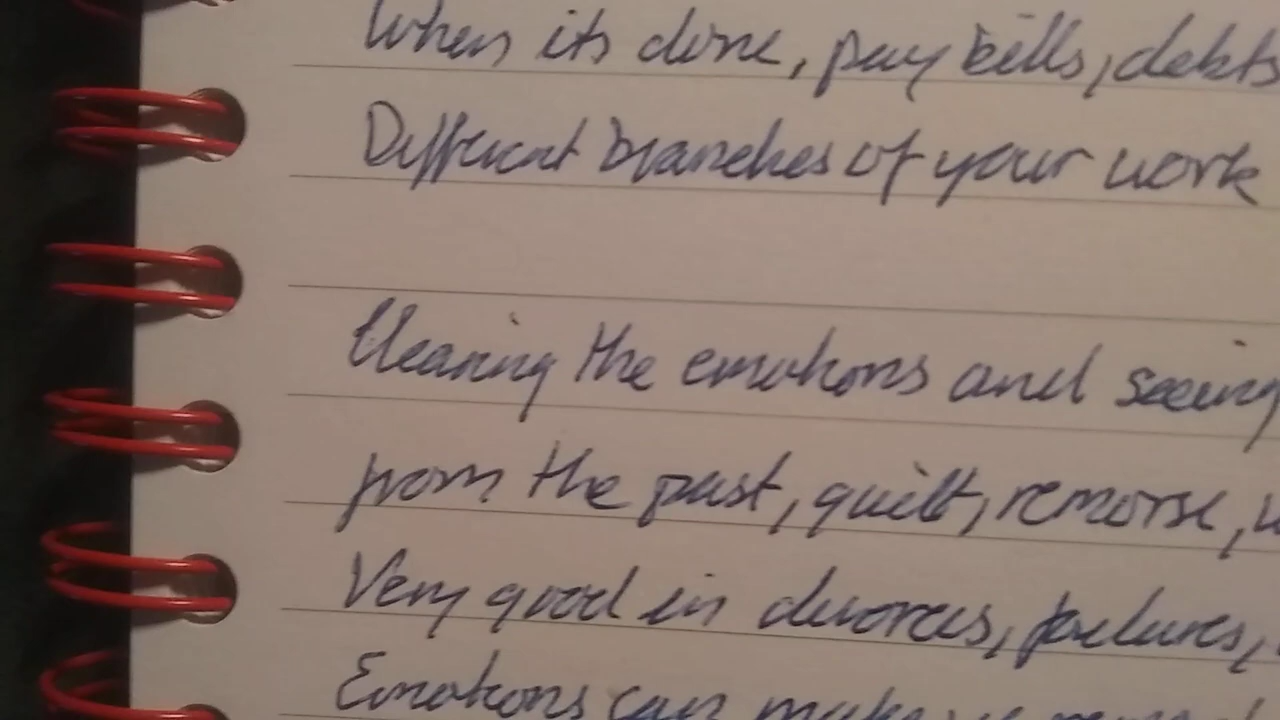 When its done, pay bills, debts
Different branches of your work
Clearing the emotions and seeing
from the past, guilt, remorse,
Very good in divorces, failures,
Emotions can make